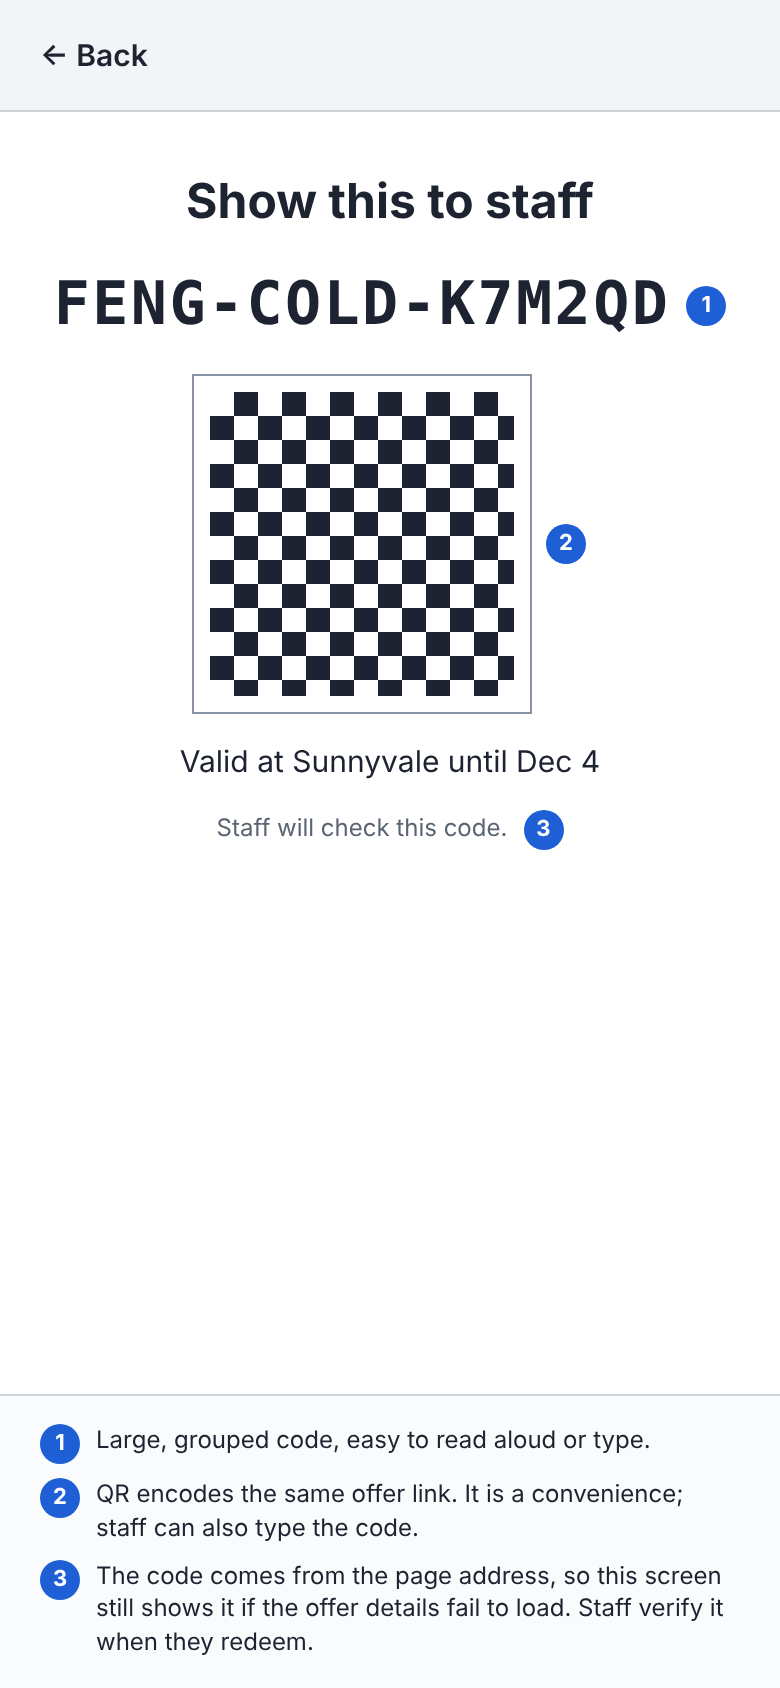 ← Back
Show this to staff
FENG-COLD-K7M2QD 1
2
Valid at Sunnyvale until Dec 4
Staff will check this code. 3
1 Large, grouped code, easy to read aloud or type.
2 QR encodes the same offer link. It is a convenience;
staff can also type the code.
3 The code comes from the page address, so this screen
still shows it if the offer details fail to load. Staff verify it
when they redeem.